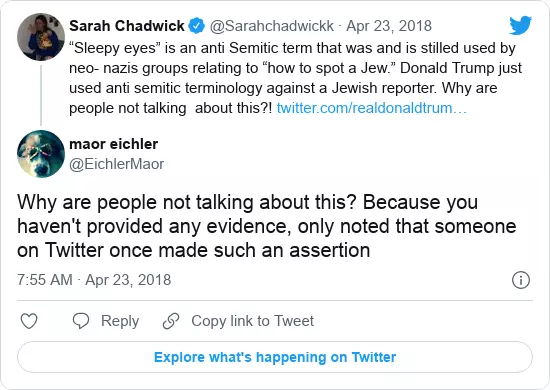 Sarah Chadwick @Sarahchadwickk · Apr 23, 2018
“Sleepy eyes” is an anti Semitic term that was and is stilled used by
neo- nazis groups relating to “how to spot a Jew.” Donald Trump just
used anti semitic terminology against a Jewish reporter. Why are
people not talking about this?! twitter.com/realdonaldtrum…
maor eichler
@EichlerMaor
Why are people not talking about this? Because you
haven't provided any evidence, only noted that someone
on Twitter once made such an assertion
7:55 AM · Apr 23, 2018
Reply Copy link to Tweet
Explore what's happening on Twitter